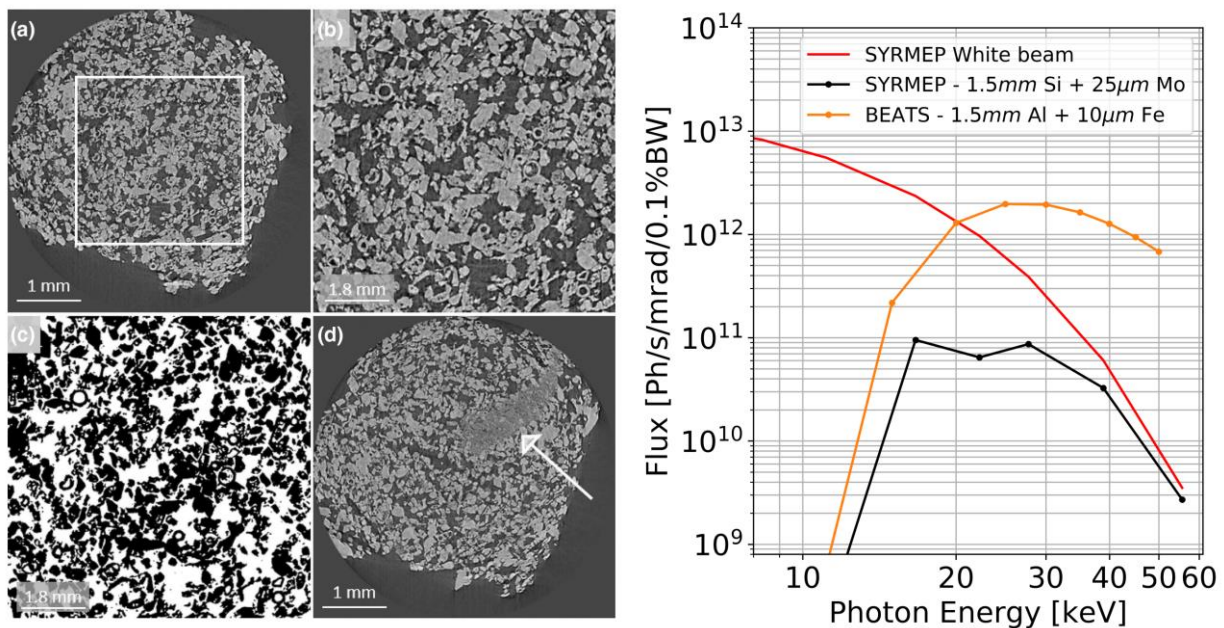 (a)
(b)
1 mm
1.8 mm
(c)
(d)
1.8 mm
1 mm
10^14
10^13
10^12
10^11
10^10
10^9
Flux [Ph/s/mrad/0.1%BW]
SYRMEP White beam
SYRMEP - 1.5mm Si + 25μm Mo
BEATS - 1.5mm Al + 10μm Fe
10 20 30 40 50 60
Photon Energy [keV]